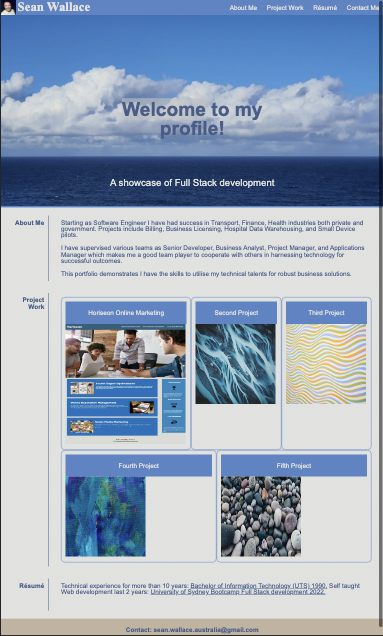 Sean Wallace
About Me Project Work Résumé Contact Me
Welcome to my
profile!
A showcase of Full Stack development
About Me
Starting as Software Engineer I have had success in Transport, Finance, Health industries both private and
government. Projects include Billing, Business Licensing, Hospital Data Warehousing, and Small Device
pilots.
I have supervised various teams as Senior Developer, Business Analyst, Project Manager, and Applications
Manager which makes me a good team player to cooperate with others in harnessing technology for
successful outcomes.
This portfolio demonstrates I have the skills to utilise my technical talents for robust business solutions.
Project
Work
Horiseon Online Marketing
Second Project
Third Project
Fourth Project
Fifth Project
Résumé
Technical experience for more than 10 years: Bachelor of Information Technology (UTS) 1990. Self taught
Web development last 2 years: University of Sydney Bootcamp Full Stack development 2022.
Contact: sean.wallace.australia@gmail.com